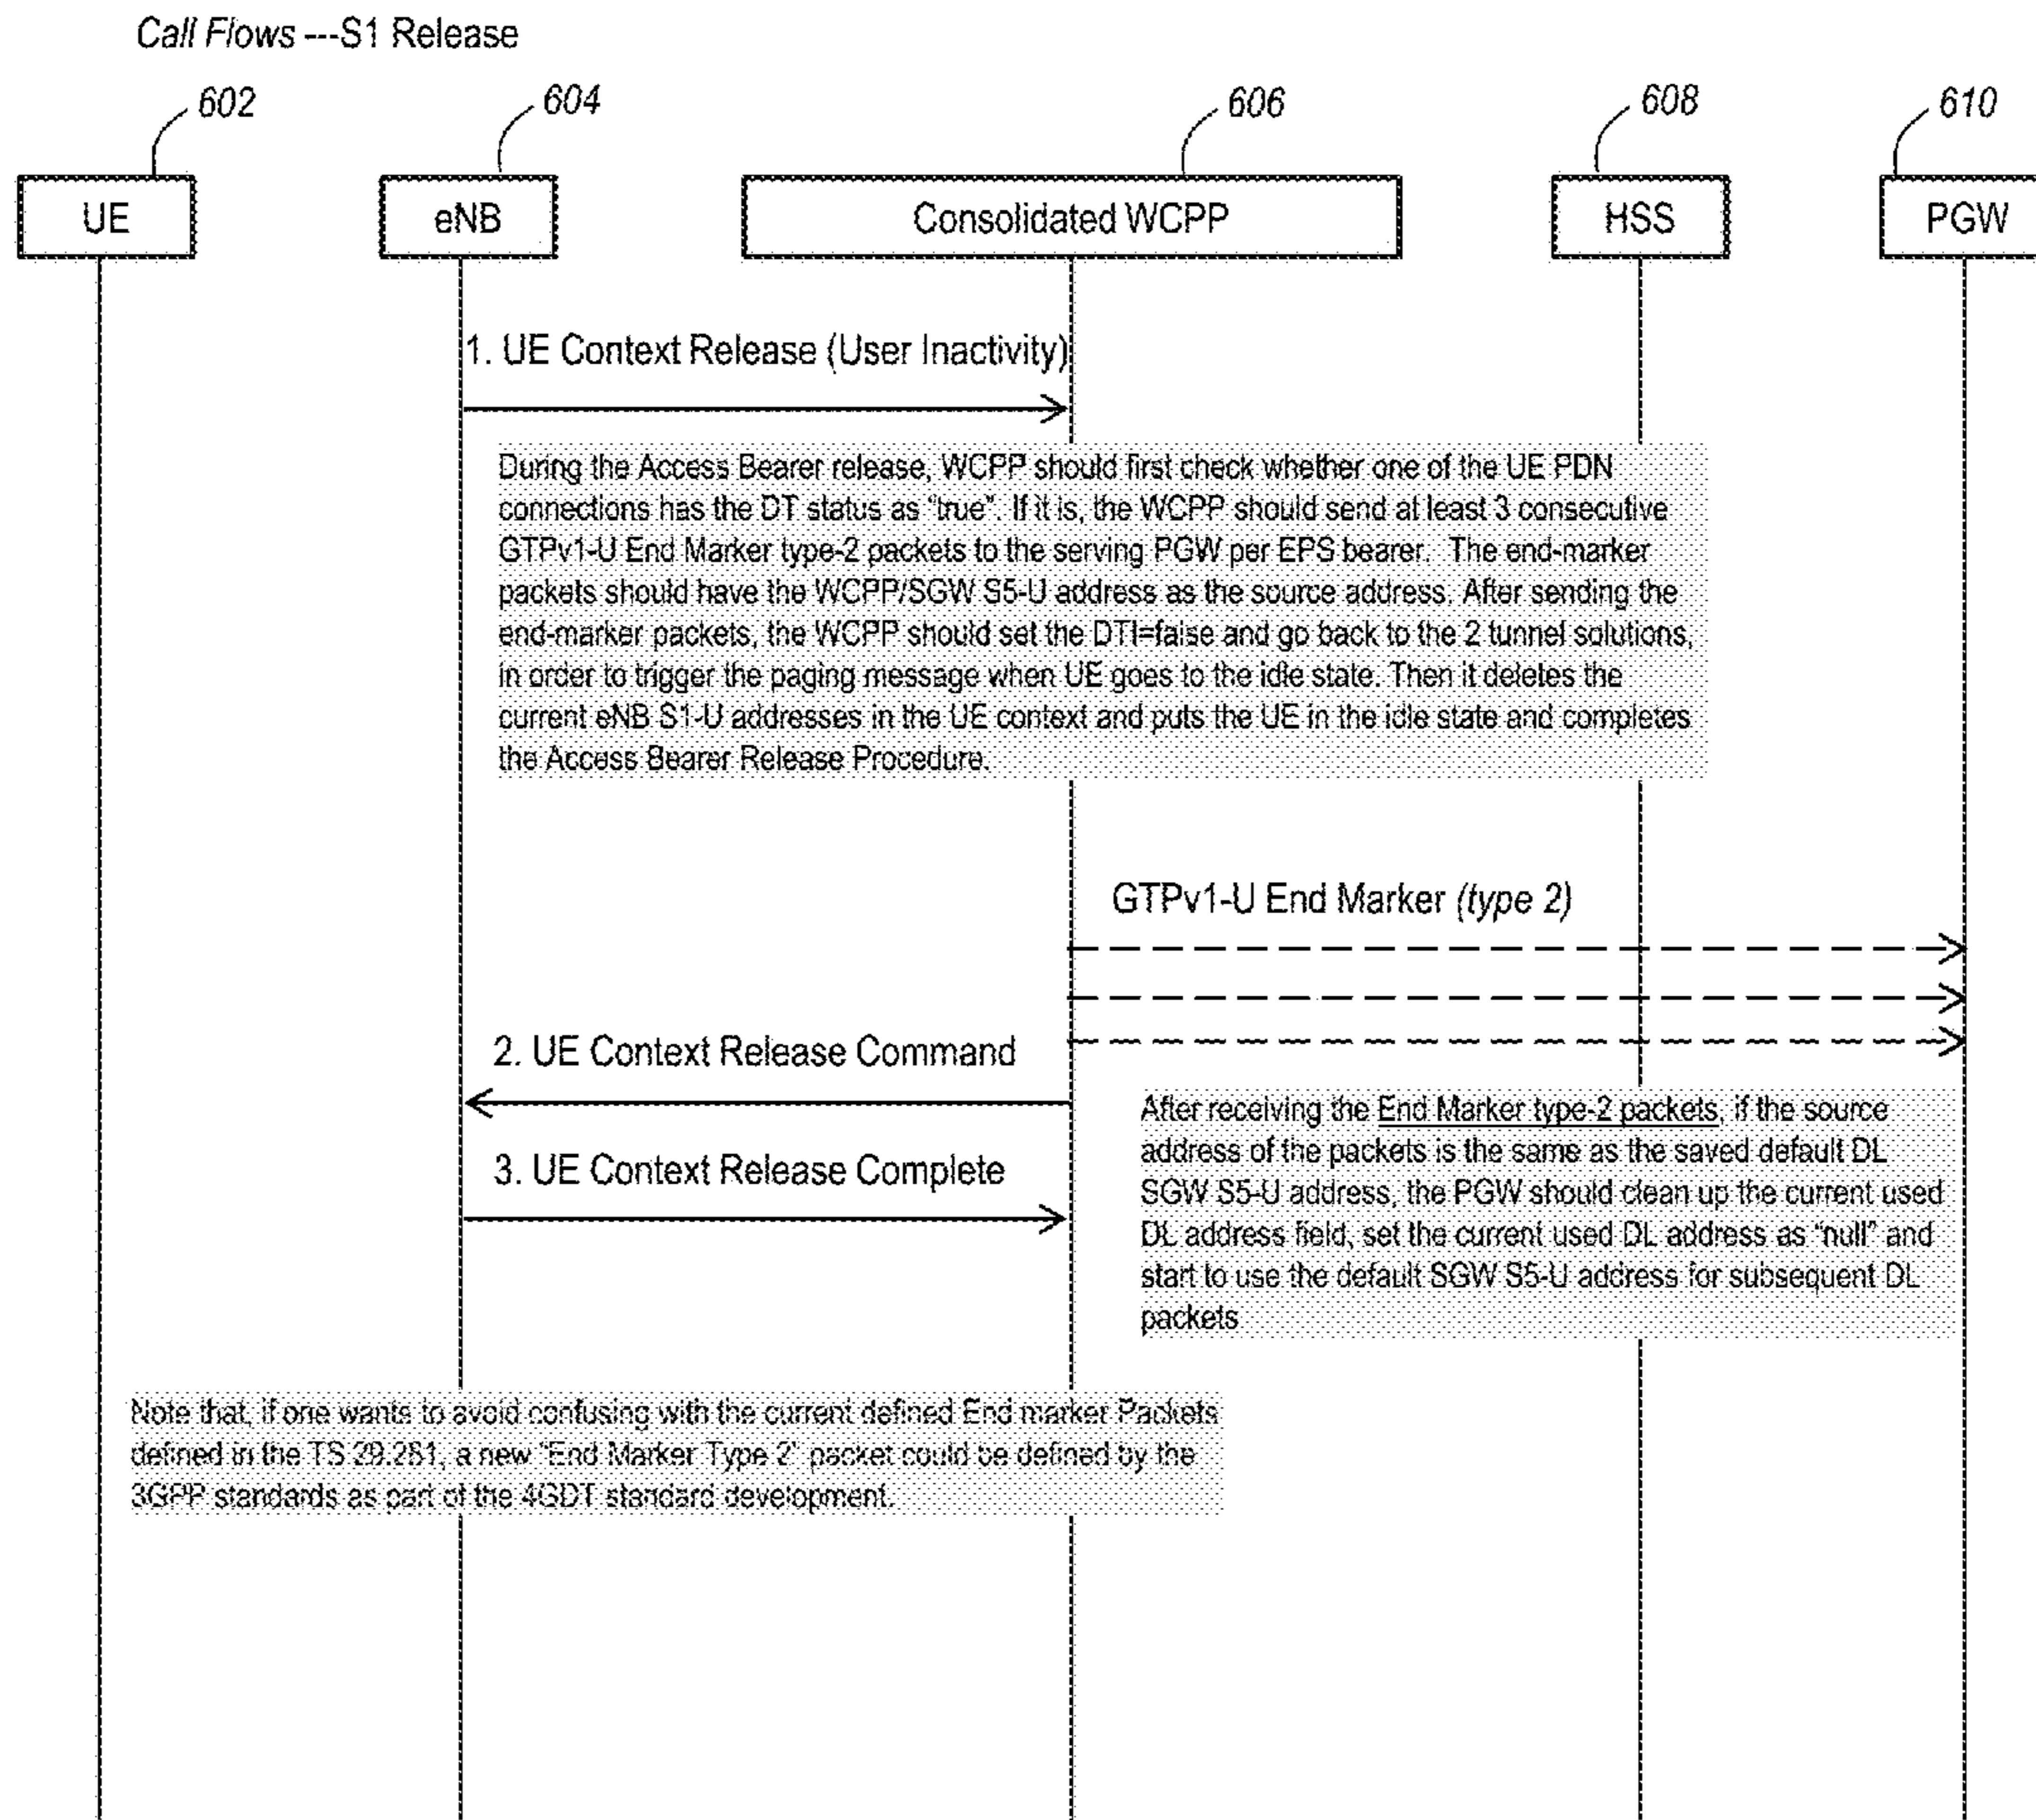 Call Flows ---S1 Release
602
604
606
608
610
UE
eNB
Consolidated WCPP
HSS
PGW
1. UE Context Release (User Inactivity)
During the Access Bearer release, WCPP should first check whether one of the UE PDN
connections has the DT status as "true". If it is, the WCPP should send at least 3 consecutive
GTPv1-U End Marker type-2 packets to the serving PGW per EPS bearer. The end-marker
packets should have the WCPP/SGW S5-U address as the source address. After sending the
end-marker packets, the WCPP should set the DTI=false and go back to the 2 tunnel solutions,
in order to trigger the paging message when UE goes to the idle state. Then it deletes the
current eNB S1-U addresses in the UE context and puts the UE in the idle state and completes
the Access Bearer Release Procedure.
GTPv1-U End Marker (type 2)
2. UE Context Release Command
After receiving the End Marker type-2 packets, if the source
address of the packets is the same as the saved default DL
SGW S5-U address, the PGW should clean up the current used
DL address field, set the current used DL address as "null" and
start to use the default SGW S5-U address for subsequent DL
packets
3. UE Context Release Complete
Note that, if one wants to avoid confusing with the current defined End marker Packets
defined in the TS 29.281, a new "End Marker Type 2" packet could be defined by the
3GPP standards as part of the 4GDT standard development.